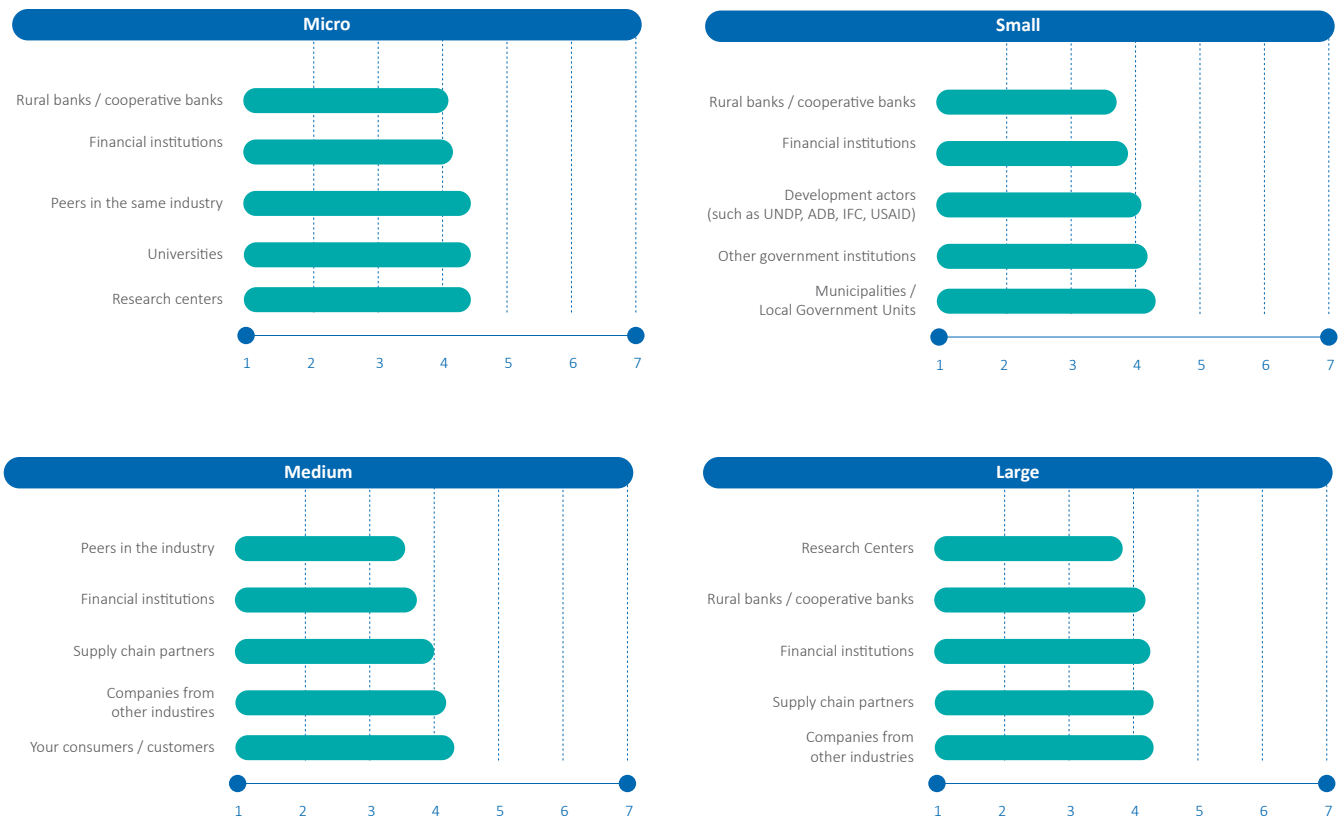 Micro
Rural banks / cooperative banks
Financial institutions
Peers in the same industry
Universities
Research centers
1 2 3 4 5 6 7
Small
Rural banks / cooperative banks
Financial institutions
Development actors
(such as UNDP, ADB, IFC, USAID)
Other government institutions
Municipalities /
Local Government Units
1 2 3 4 5 6 7
Medium
Peers in the industry
Financial institutions
Supply chain partners
Companies from
other industires
Your consumers / customers
1 2 3 4 5 6 7
Large
Research Centers
Rural banks / cooperative banks
Financial institutions
Supply chain partners
Companies from
other industries
1 2 3 4 5 6 7